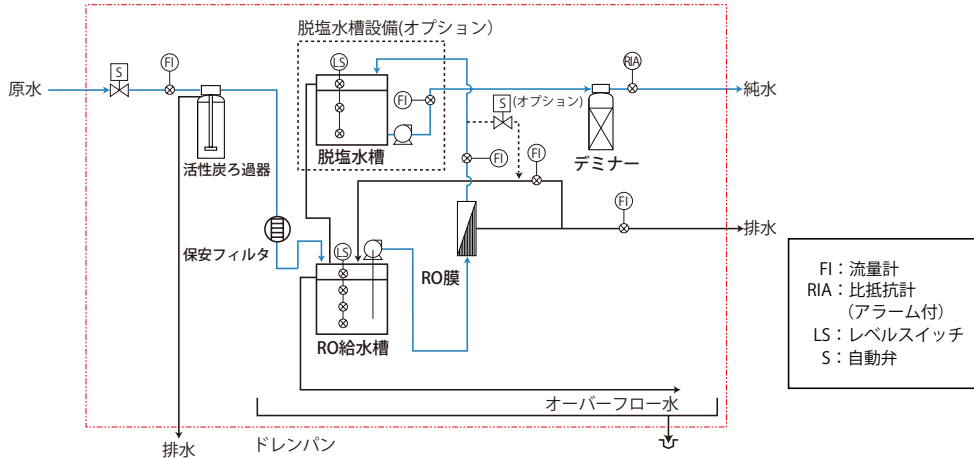 脱塩水槽設備(オプション)
原水
S
FI
LS
FI
脱塩水槽
S
(オプション)
RIA
純水
デミナー
活性炭ろ過器
FI
FI
FI
排水
保安フィルタ
LS
RO膜
RO給水槽
オーバーフロー水
ドレンパン
排水
FI：流量計
RIA：比抵抗計
（アラーム付）
LS：レベルスイッチ
S：自動弁